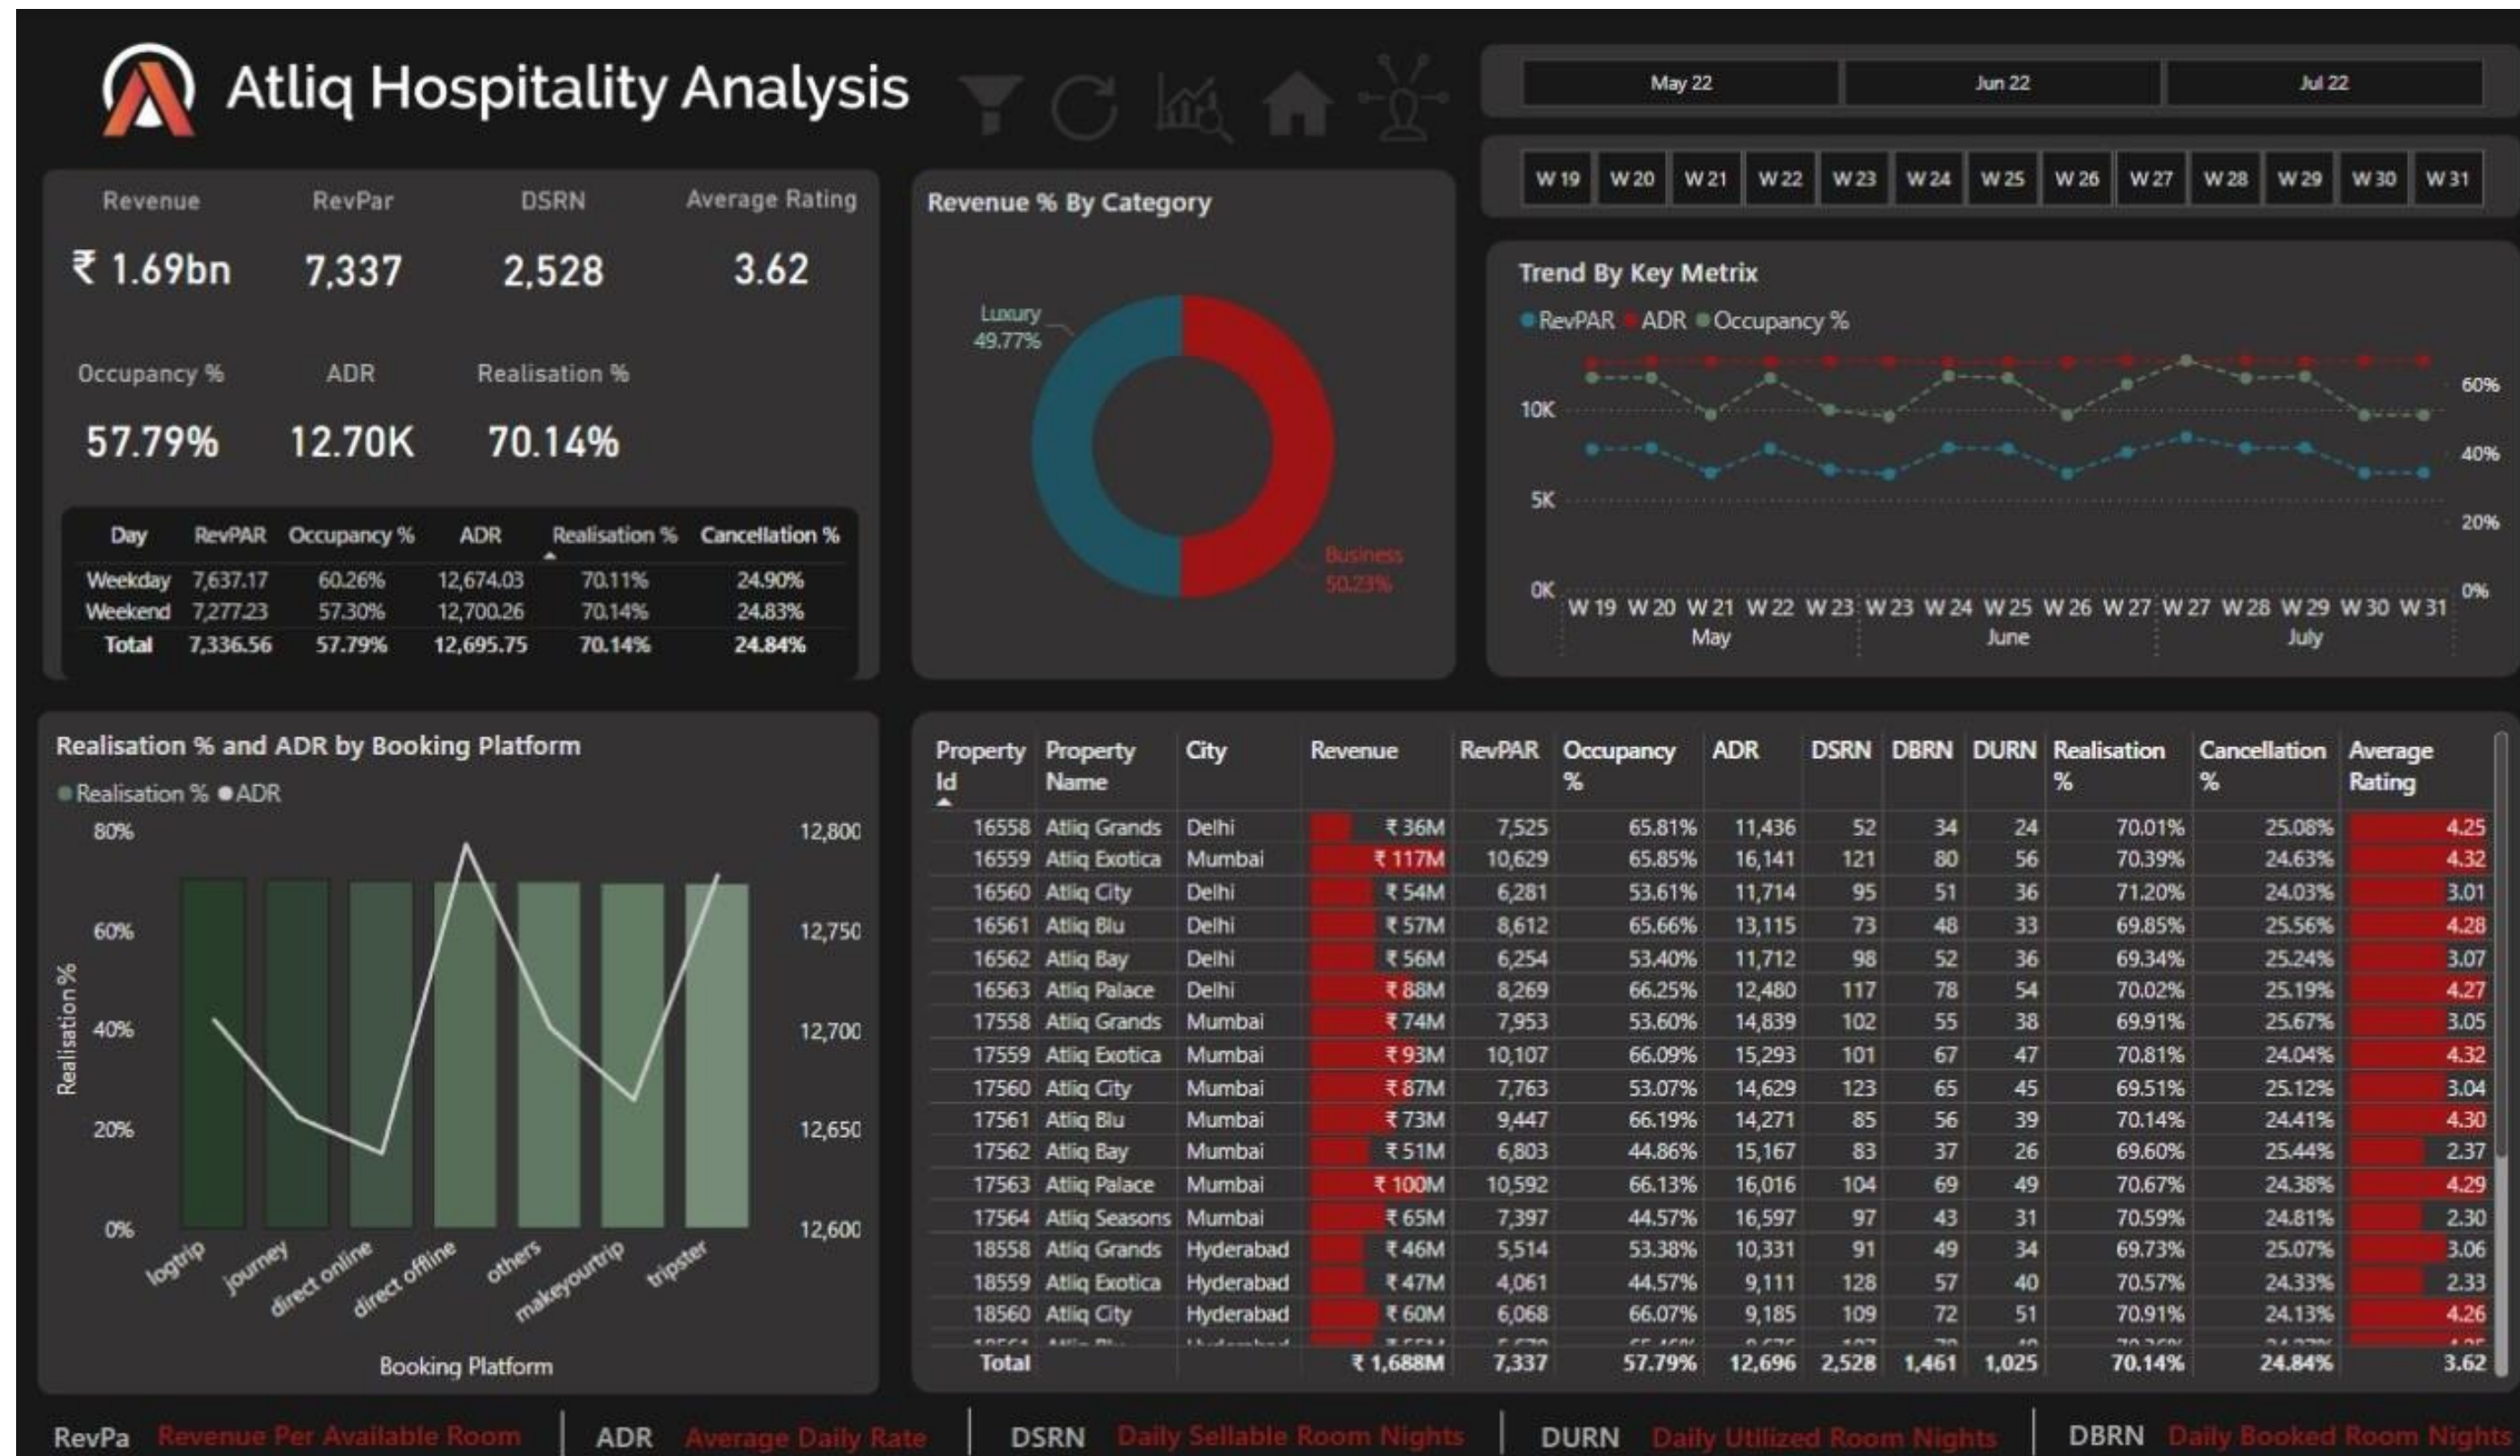 Atliq Hospitality Analysis
May 22 Jun 22 Jul 22
W 19 W 20 W 21 W 22 W 23 W 24 W 25 W 26 W 27 W 28 W 29 W 30 W 31
Revenue RevPar DSRN Average Rating
₹ 1.69bn 7,337 2,528 3.62
Occupancy % ADR Realisation %
57.79% 12.70K 70.14%
Day RevPAR Occupancy % ADR Realisation % Cancellation %
Weekday 7,637.17 60.26% 12,674.03 70.11% 24.90%
Weekend 7,277.23 57.30% 12,700.26 70.14% 24.83%
Total 7,336.56 57.79% 12,695.75 70.14% 24.84%
Revenue % By Category
Luxury
49.77%
Business
50.23%
Trend By Key Metrix
RevPAR ADR Occupancy %
10K
5K
0K
60%
40%
20%
0%
W 19 W 20 W 21 W 22 W 23 W 23 W 24 W 25 W 26 W 27 W 27 W 28 W 29 W 30 W 31
May June July
Realisation % and ADR by Booking Platform
Realisation % ADR
80% 12,800
60% 12,750
40% 12,700
20% 12,650
0% 12,600
Realisation %
logtrip journey direct online direct offline others makeyourtrip tripster
Booking Platform
Property Id Property Name City Revenue RevPAR Occupancy % ADR DSRN DBRN DURN Realisation % Cancellation % Average Rating
16558 Atliq Grands Delhi ₹ 36M 7,525 65.81% 11,436 52 34 24 70.01% 25.08% 4.25
16559 Atliq Exotica Mumbai ₹ 117M 10,629 65.85% 16,141 121 80 56 70.39% 24.63% 4.32
16560 Atliq City Delhi ₹ 54M 6,281 53.61% 11,714 95 51 36 71.20% 24.03% 3.01
16561 Atliq Blu Delhi ₹ 57M 8,612 65.66% 13,115 73 48 33 69.85% 25.56% 4.28
16562 Atliq Bay Delhi ₹ 56M 6,254 53.40% 11,712 98 52 36 69.34% 25.24% 3.07
16563 Atliq Palace Delhi ₹ 88M 8,269 66.25% 12,480 117 78 54 70.02% 25.19% 4.27
17558 Atliq Grands Mumbai ₹ 74M 7,953 53.60% 14,839 102 55 38 69.91% 25.67% 3.05
17559 Atliq Exotica Mumbai ₹ 93M 10,107 66.09% 15,293 101 67 47 70.81% 24.04% 4.32
17560 Atliq City Mumbai ₹ 87M 7,763 53.07% 14,629 123 65 45 69.51% 25.12% 3.04
17561 Atliq Blu Mumbai ₹ 73M 9,447 66.19% 14,271 85 56 39 70.14% 24.41% 4.30
17562 Atliq Bay Mumbai ₹ 51M 6,803 44.86% 15,167 83 37 26 69.60% 25.44% 2.37
17563 Atliq Palace Mumbai ₹ 100M 10,592 66.13% 16,016 104 69 49 70.67% 24.38% 4.29
17564 Atliq Seasons Mumbai ₹ 65M 7,397 44.57% 16,597 97 43 31 70.59% 24.81% 2.30
18558 Atliq Grands Hyderabad ₹ 46M 5,514 53.38% 10,331 91 49 34 69.73% 25.07% 3.06
18559 Atliq Exotica Hyderabad ₹ 47M 4,061 44.57% 9,111 128 57 40 70.57% 24.33% 2.33
18560 Atliq City Hyderabad ₹ 60M 6,068 66.07% 9,185 109 72 51 70.91% 24.13% 4.26
Total ₹ 1,688M 7,337 57.79% 12,696 2,528 1,461 1,025 70.14% 24.84% 3.62
RevPa Revenue Per Available Room ADR Average Daily Rate DSRN Daily Sellable Room Nights DURN Daily Utilized Room Nights DBRN Daily Booked Room Nights